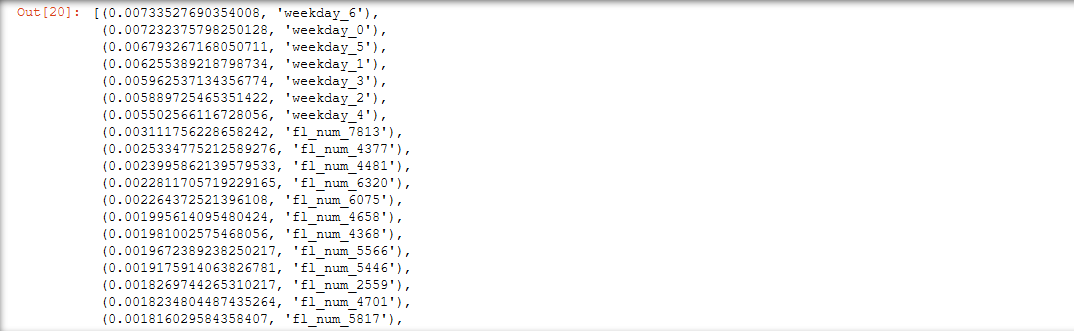 Out[20]: [(0.00733527690354008, 'weekday_6'),
(0.007232375798250128, 'weekday_0'),
(0.006793267168050711, 'weekday_5'),
(0.006255389218798734, 'weekday_1'),
(0.005962537134356774, 'weekday_3'),
(0.0058897254653514​22, 'weekday_2'),
(0.005502566116728056, 'weekday_4'),
(0.003111756228658242, 'fl_num_7813'),
(0.0025334775212589276, 'fl_num_4377'),
(0.0023995862139579533, 'fl_num_4481'),
(0.0022811705719229165, 'fl_num_6320'),
(0.002264372521396108, 'fl_num_6075'),
(0.001995614095480424, 'fl_num_4658'),
(0.001981002575468056, 'fl_num_4368'),
(0.0019672389238250217, 'fl_num_5566'),
(0.0019175914063826781, 'fl_num_5446'),
(0.0018269744265310217, 'fl_num_2559'),
(0.0018234804487435264, 'fl_num_4701'),
(0.001816029584358407, 'fl_num_5817'),